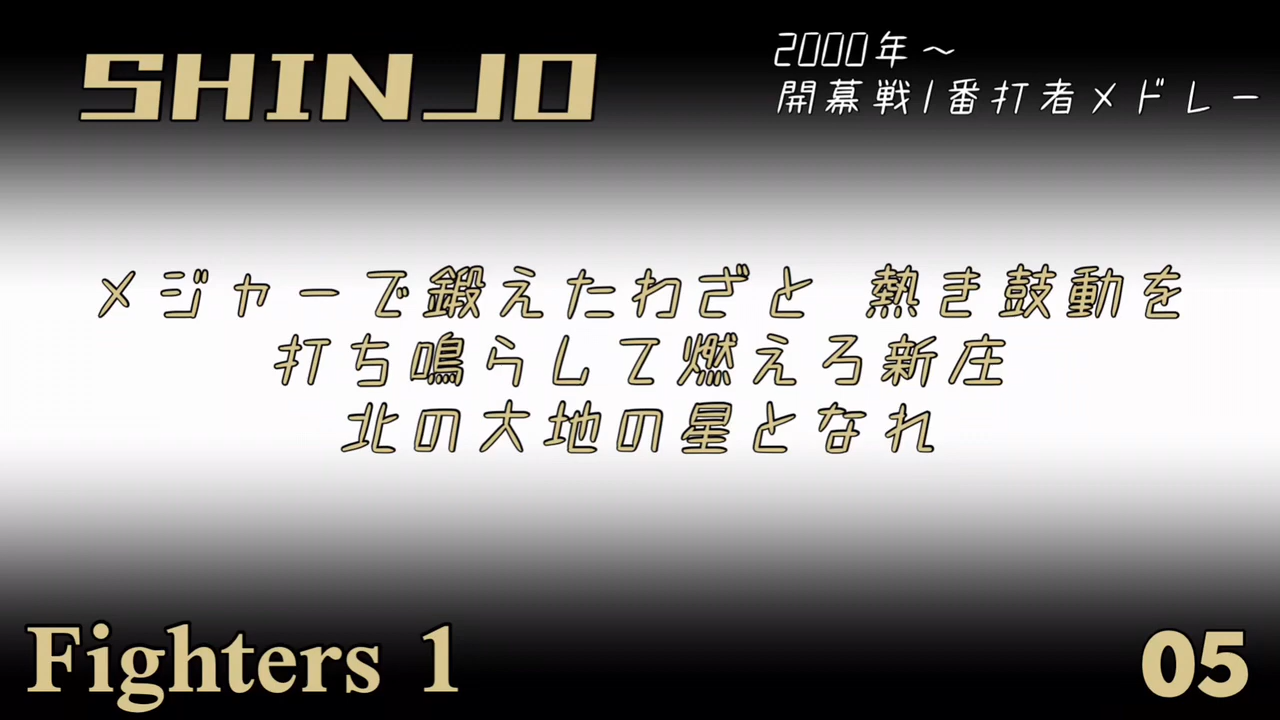 SHINJO
2000年～
開幕戦1番打者メドレー
メジャーで鍛えたわざと 熱き鼓動を
打ち鳴らして燃えろ新庄
北の大地の星となれ
Fighters 1
05